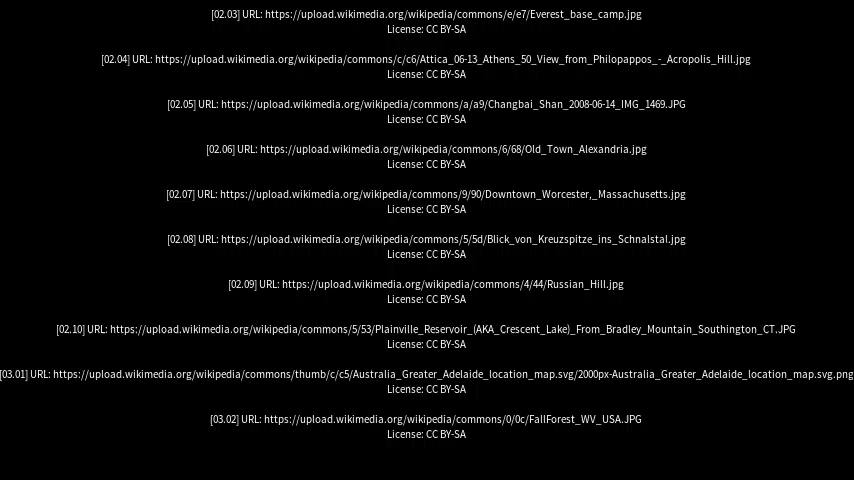 [02.03] URL: https://upload.wikimedia.org/wikipedia/commons/e/e7/Everest_base_camp.jpg
License: CC BY-SA
[02.04] URL: https://upload.wikimedia.org/wikipedia/commons/c/c6/Attica_06-13_Athens_50_View_from_Philopappos_-_Acropolis_Hill.jpg
License: CC BY-SA
[02.05] URL: https://upload.wikimedia.org/wikipedia/commons/a/a9/Changbai_Shan_2008-06-14_IMG_1469.JPG
License: CC BY-SA
[02.06] URL: https://upload.wikimedia.org/wikipedia/commons/6/68/Old_Town_Alexandria.jpg
License: CC BY-SA
[02.07] URL: https://upload.wikimedia.org/wikipedia/commons/9/90/Downtown_Worcester,_Massachusetts.jpg
License: CC BY-SA
[02.08] URL: https://upload.wikimedia.org/wikipedia/commons/5/5d/Blick_von_Kreuzspitze_ins_Schnalstal.jpg
License: CC BY-SA
[02.09] URL: https://upload.wikimedia.org/wikipedia/commons/4/44/Russian_Hill.jpg
License: CC BY-SA
[02.10] URL: https://upload.wikimedia.org/wikipedia/commons/5/53/Plainville_Reservoir_(AKA_Crescent_Lake)_From_Bradley_Mountain_Southington_CT.JPG
License: CC BY-SA
[03.01] URL: https://upload.wikimedia.org/wikipedia/commons/thumb/c/c5/Australia_Greater_Adelaide_location_map.svg/2000px-Australia_Greater_Adelaide_location_map.svg.png
License: CC BY-SA
[03.02] URL: https://upload.wikimedia.org/wikipedia/commons/0/0c/FallForest_WV_USA.JPG
License: CC BY-SA